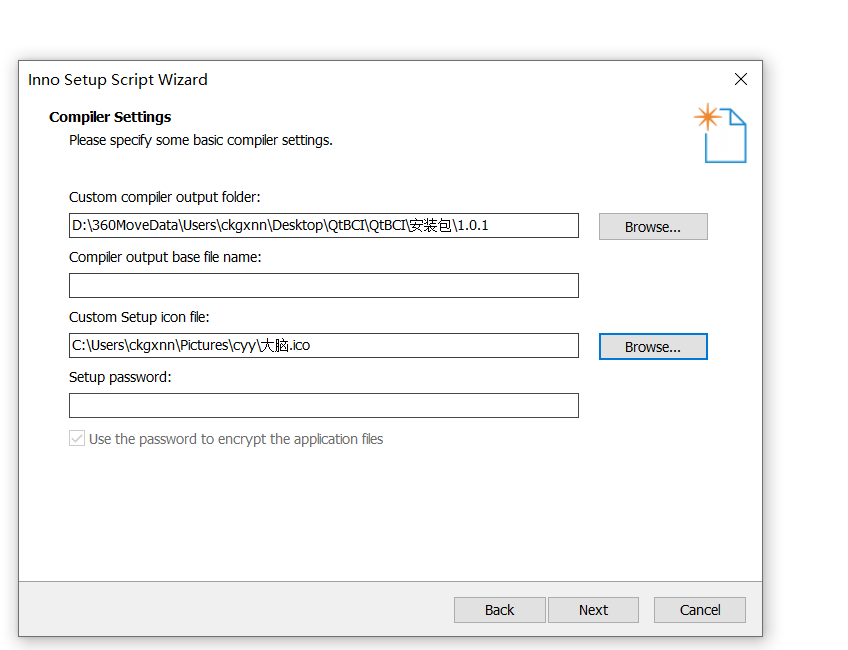 Inno Setup Script Wizard
Compiler Settings
Please specify some basic compiler settings.
Custom compiler output folder:
D:\360MoveData\Users\ckgxnn\Desktop\QtBCI\QtBCI\安装包\1.0.1
Browse...
Compiler output base file name:
Custom Setup icon file:
C:\Users\ckgxnn\Pictures\cyy\大脑.ico
Browse...
Setup password:
Use the password to encrypt the application files
Back Next Cancel